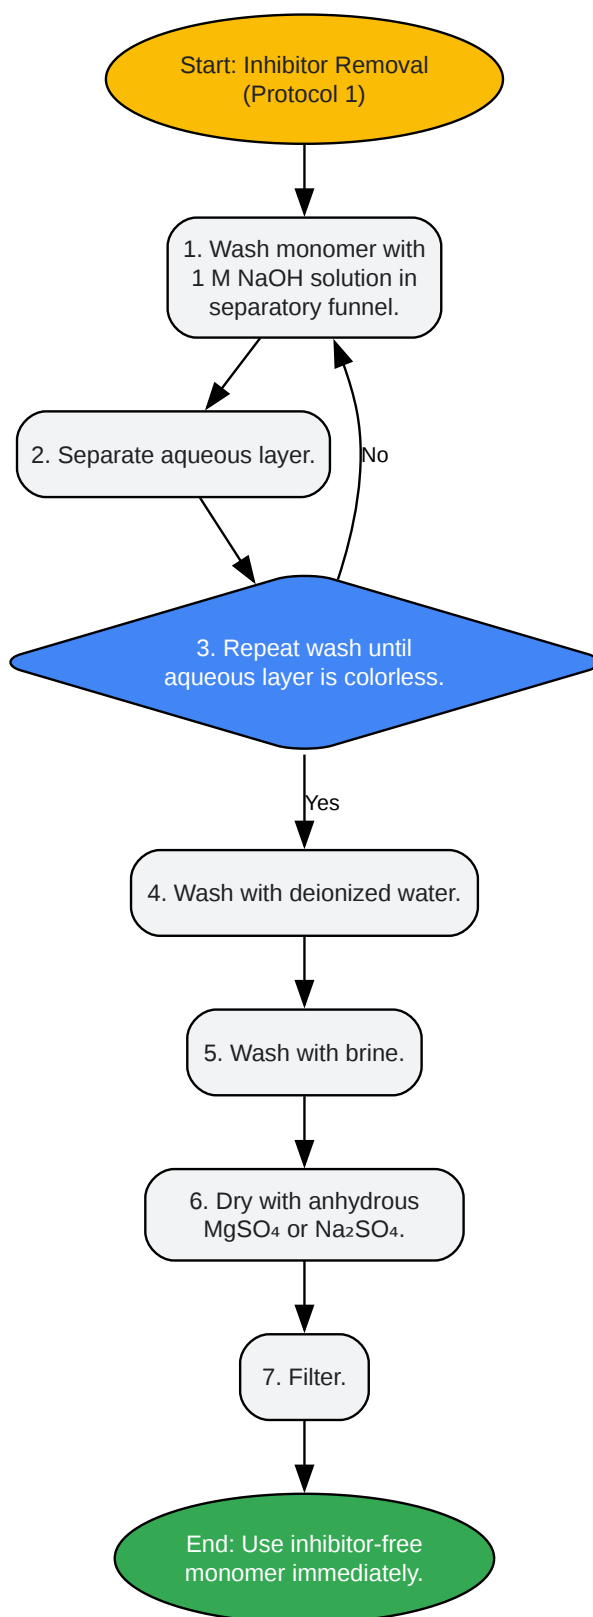 Start: Inhibitor Removal
(Protocol 1)
1. Wash monomer with
1 M NaOH solution in
separatory funnel.
2. Separate aqueous layer.
No
3. Repeat wash until
aqueous layer is colorless.
Yes
4. Wash with deionized water.
5. Wash with brine.
6. Dry with anhydrous
MgSO₄ or Na₂SO₄.
7. Filter.
End: Use inhibitor-free
monomer immediately.